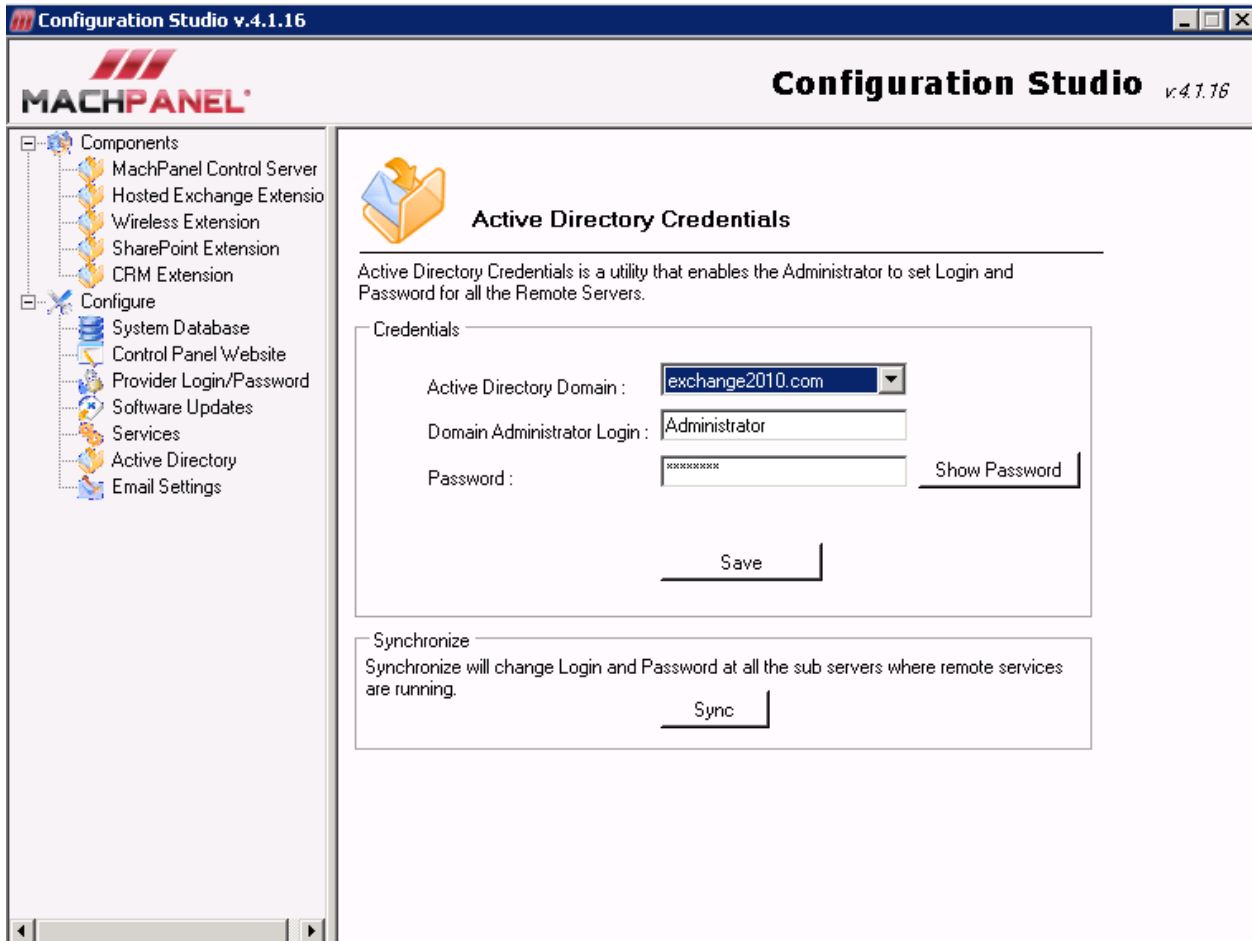 Configuration Studio v.4.1.16
MACHPANEL
Configuration Studio v.4.1.16
Components
MachPanel Control Server
Hosted Exchange Extensio
Wireless Extension
SharePoint Extension
CRM Extension
Configure
System Database
Control Panel Website
Provider Login/Password
Software Updates
Services
Active Directory
Email Settings
Active Directory Credentials
Active Directory Credentials is a utility that enables the Administrator to set Login and
Password for all the Remote Servers.
Credentials
Active Directory Domain : exchange2010.com
Domain Administrator Login : Administrator
Password : ******** Show Password
Save
Synchronize
Synchronize will change Login and Password at all the sub servers where remote services
are running.
Sync